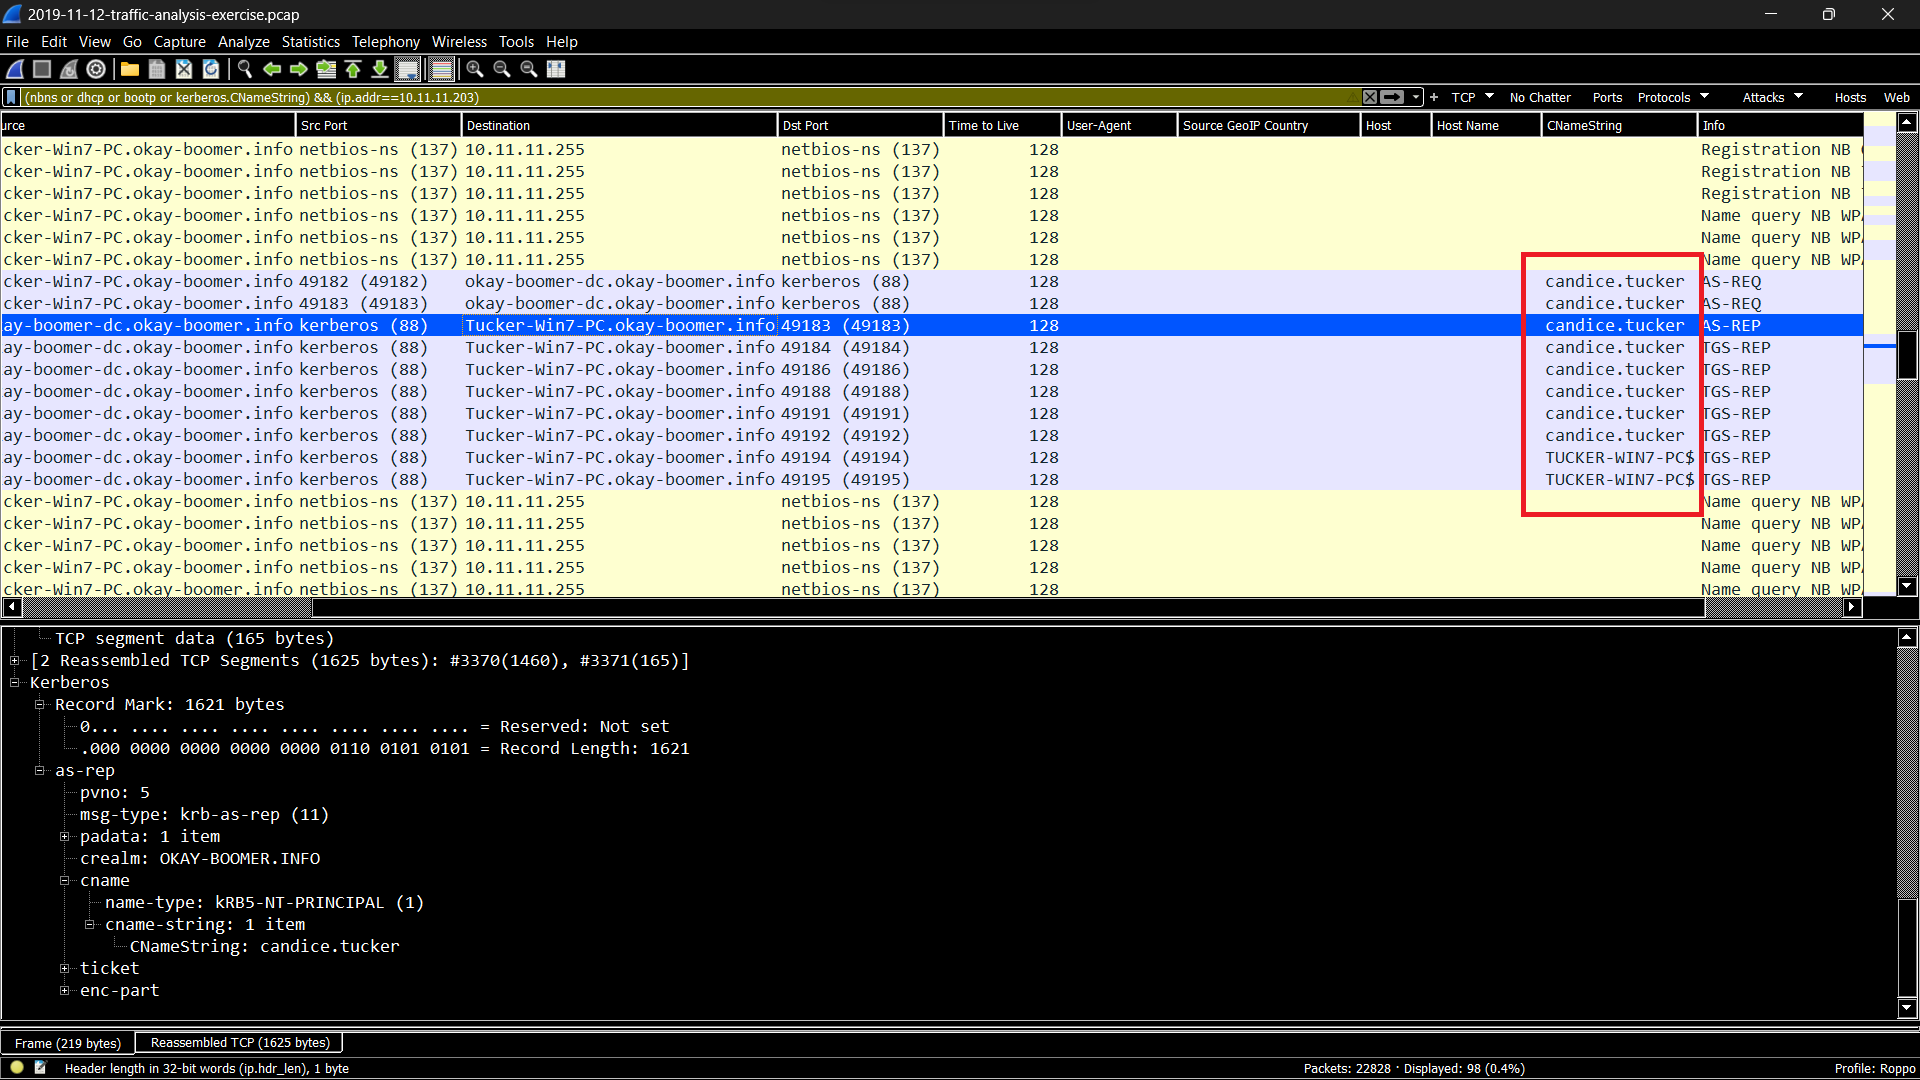 2019-11-12-traffic-analysis-exercise.pcap
File Edit View Go Capture Analyze Statistics Telephony Wireless Tools Help
(nbns or dhcp or bootp or kerberos.CNameString) && (ip.addr==10.11.11.203) + TCP No Chatter Ports Protocols Attacks Hosts Web
urce Src Port Destination Dst Port Time to Live User-Agent Source GeoIP Country Host Host Name CNameString Info
cker-Win7-PC.okay-boomer.info netbios-ns (137) 10.11.11.255 netbios-ns (137) 128 Registration NB
cker-Win7-PC.okay-boomer.info netbios-ns (137) 10.11.11.255 netbios-ns (137) 128 Registration NB
cker-Win7-PC.okay-boomer.info netbios-ns (137) 10.11.11.255 netbios-ns (137) 128 Registration NB
cker-Win7-PC.okay-boomer.info netbios-ns (137) 10.11.11.255 netbios-ns (137) 128 Name query NB WPA
cker-Win7-PC.okay-boomer.info netbios-ns (137) 10.11.11.255 netbios-ns (137) 128 Name query NB WPA
cker-Win7-PC.okay-boomer.info netbios-ns (137) 10.11.11.255 netbios-ns (137) 128 Name query NB WPA
cker-Win7-PC.okay-boomer.info 49182 (49182) okay-boomer-dc.okay-boomer.info kerberos (88) 128 candice.tucker AS-REQ
cker-Win7-PC.okay-boomer.info 49183 (49183) okay-boomer-dc.okay-boomer.info kerberos (88) 128 candice.tucker AS-REQ
ay-boomer-dc.okay-boomer.info kerberos (88) Tucker-Win7-PC.okay-boomer.info 49183 (49183) 128 candice.tucker AS-REP
ay-boomer-dc.okay-boomer.info kerberos (88) Tucker-Win7-PC.okay-boomer.info 49184 (49184) 128 candice.tucker TGS-REP
ay-boomer-dc.okay-boomer.info kerberos (88) Tucker-Win7-PC.okay-boomer.info 49186 (49186) 128 candice.tucker TGS-REP
ay-boomer-dc.okay-boomer.info kerberos (88) Tucker-Win7-PC.okay-boomer.info 49188 (49188) 128 candice.tucker TGS-REP
ay-boomer-dc.okay-boomer.info kerberos (88) Tucker-Win7-PC.okay-boomer.info 49191 (49191) 128 candice.tucker TGS-REP
ay-boomer-dc.okay-boomer.info kerberos (88) Tucker-Win7-PC.okay-boomer.info 49192 (49192) 128 candice.tucker TGS-REP
ay-boomer-dc.okay-boomer.info kerberos (88) Tucker-Win7-PC.okay-boomer.info 49194 (49194) 128 TUCKER-WIN7-PC$ TGS-REP
ay-boomer-dc.okay-boomer.info kerberos (88) Tucker-Win7-PC.okay-boomer.info 49195 (49195) 128 TUCKER-WIN7-PC$ TGS-REP
cker-Win7-PC.okay-boomer.info netbios-ns (137) 10.11.11.255 netbios-ns (137) 128 Name query NB WPA
cker-Win7-PC.okay-boomer.info netbios-ns (137) 10.11.11.255 netbios-ns (137) 128 Name query NB WPA
cker-Win7-PC.okay-boomer.info netbios-ns (137) 10.11.11.255 netbios-ns (137) 128 Name query NB WPA
cker-Win7-PC.okay-boomer.info netbios-ns (137) 10.11.11.255 netbios-ns (137) 128 Name query NB WPA
cker-Win7-PC.okay-boomer.info netbios-ns (137) 10.11.11.255 netbios-ns (137) 128 Name query NB WPA
TCP segment data (165 bytes)
[2 Reassembled TCP Segments (1625 bytes): #3370(1460), #3371(165)]
Kerberos
Record Mark: 1621 bytes
0... .... .... .... .... .... .... .... = Reserved: Not set
.000 0000 0000 0000 0000 0110 0101 0101 = Record Length: 1621
as-rep
pvno: 5
msg-type: krb-as-rep (11)
padata: 1 item
crealm: OKAY-BOOMER.INFO
cname
name-type: kRB5-NT-PRINCIPAL (1)
cname-string: 1 item
CNameString: candice.tucker
ticket
enc-part
Frame (219 bytes) Reassembled TCP (1625 bytes)
Header length in 32-bit words (ip.hdr_len), 1 byte Packets: 22828 · Displayed: 98 (0.4%) Profile: Roppo